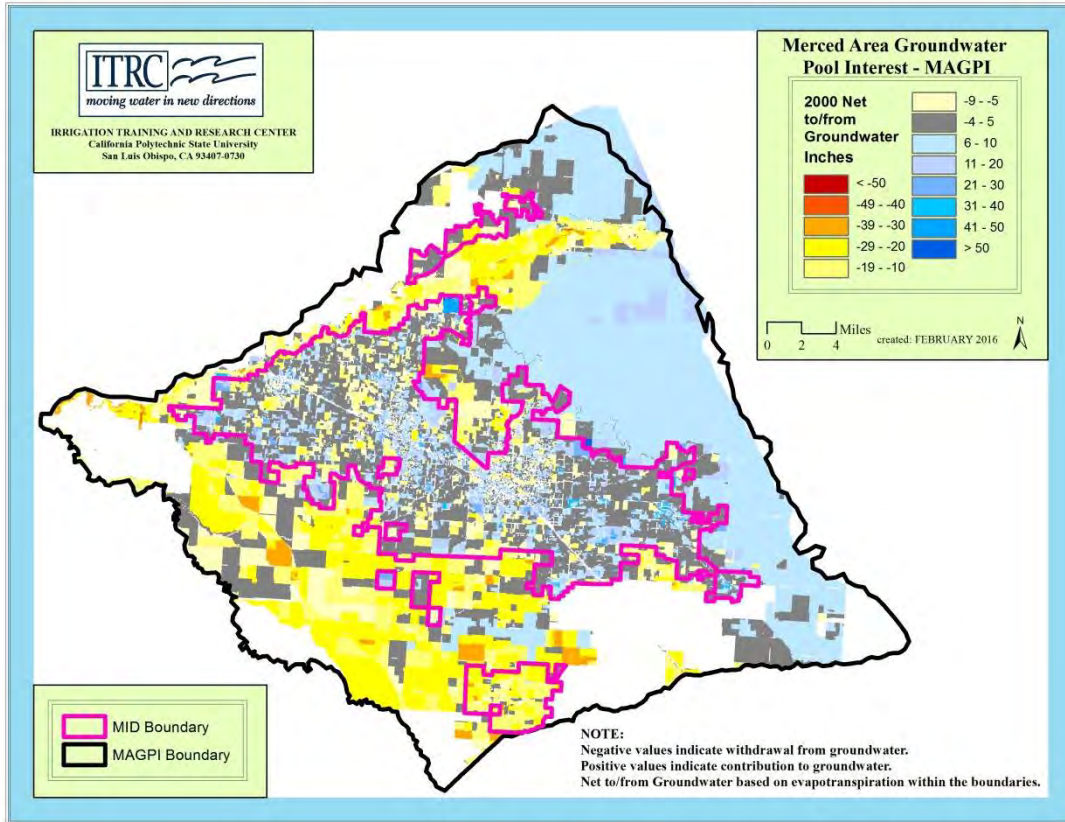 ITRC
moving water in new directions
IRRIGATION TRAINING AND RESEARCH CENTER
California Polytechnic State University
San Luis Obispo, CA 93407-0730
Merced Area Groundwater
Pool Interest - MAGPI
2000 Net
to/from
Groundwater
Inches
< -50
-49 - -40
-39 - -30
-29 - -20
-19 - -10
-9 - -5
-4 - 5
6 - 10
11 - 20
21 - 30
31 - 40
41 - 50
> 50
Miles
0 2 4
created: FEBRUARY 2016
N
MID Boundary
MAGPI Boundary
NOTE:
Negative values indicate withdrawal from groundwater.
Positive values indicate contribution to groundwater.
Net to/from Groundwater based on evapotranspiration within the boundaries.